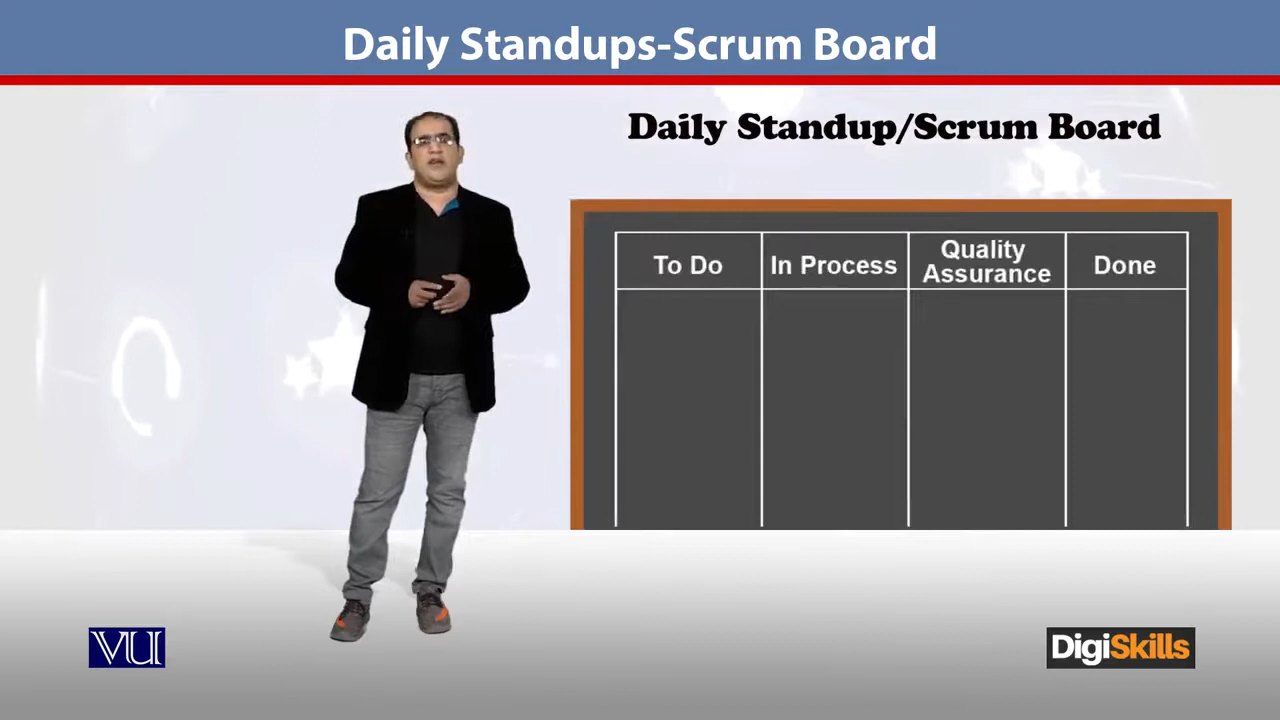 Daily Standups-Scrum Board
Daily Standup/Scrum Board
To Do
In Process
Quality
Assurance
Done
VU
DigiSkills